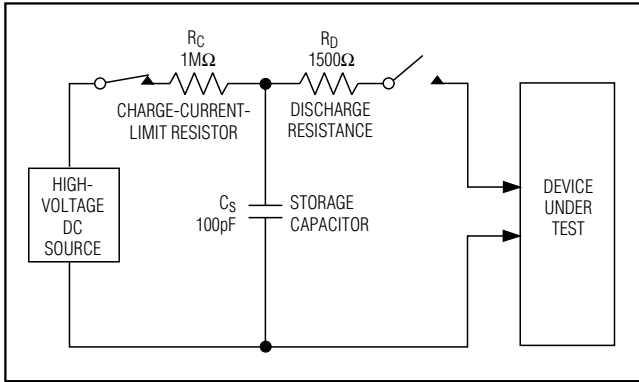 R_C
1MΩ
CHARGE-CURRENT-
LIMIT RESISTOR
R_D
1500Ω
DISCHARGE
RESISTANCE
HIGH-
VOLTAGE
DC
SOURCE
C_S
100pF
STORAGE
CAPACITOR
DEVICE
UNDER
TEST